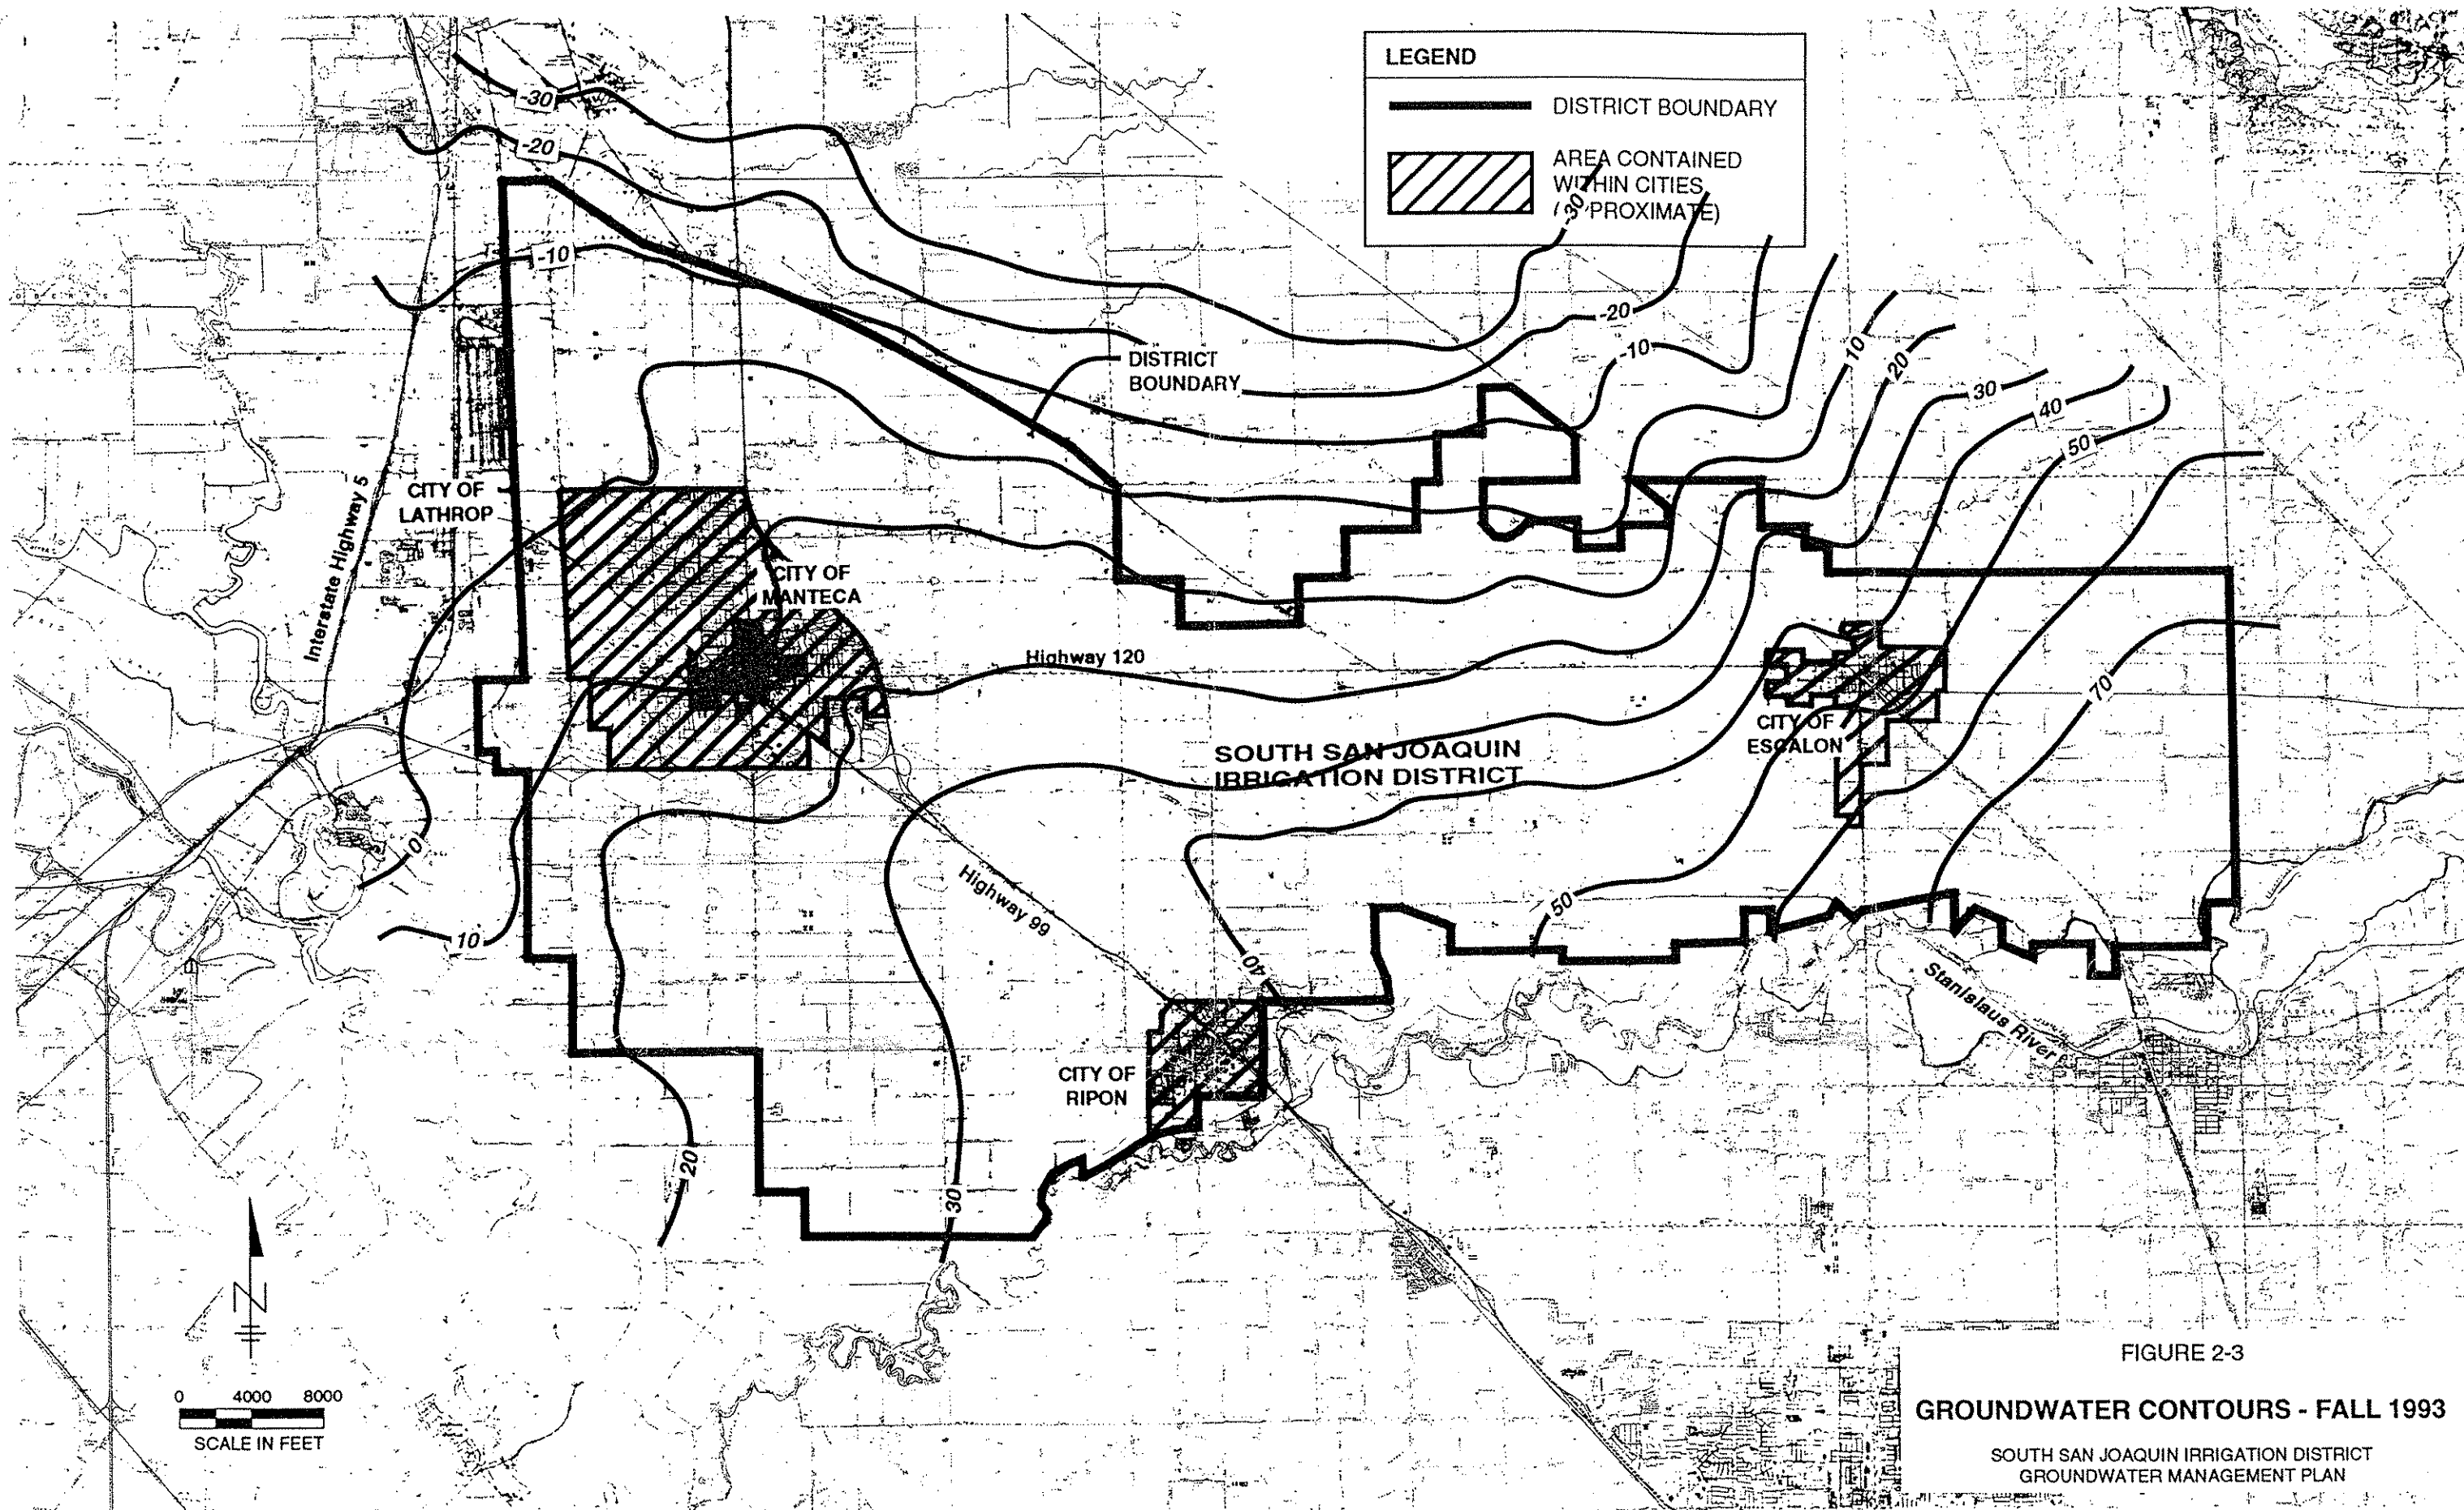 LEGEND
DISTRICT BOUNDARY
AREA CONTAINED
WITHIN CITIES
PROXIMATE)
-30
-20
-10
-30
-20
-10
10
20
30
40
50
DISTRICT
BOUNDARY
CITY OF
LATHROP
Interstate Highway 5
CITY OF
MANTECA
Highway 120
70
CITY OF
ESCALON
SOUTH SAN JOAQUIN
IRRIGATION DISTRICT
0
Highway 99
50
10
40
Stanislaus River
CITY OF
RIPON
20
30
N
0 4000 8000
SCALE IN FEET
FIGURE 2-3
GROUNDWATER CONTOURS - FALL 1993
SOUTH SAN JOAQUIN IRRIGATION DISTRICT
GROUNDWATER MANAGEMENT PLAN